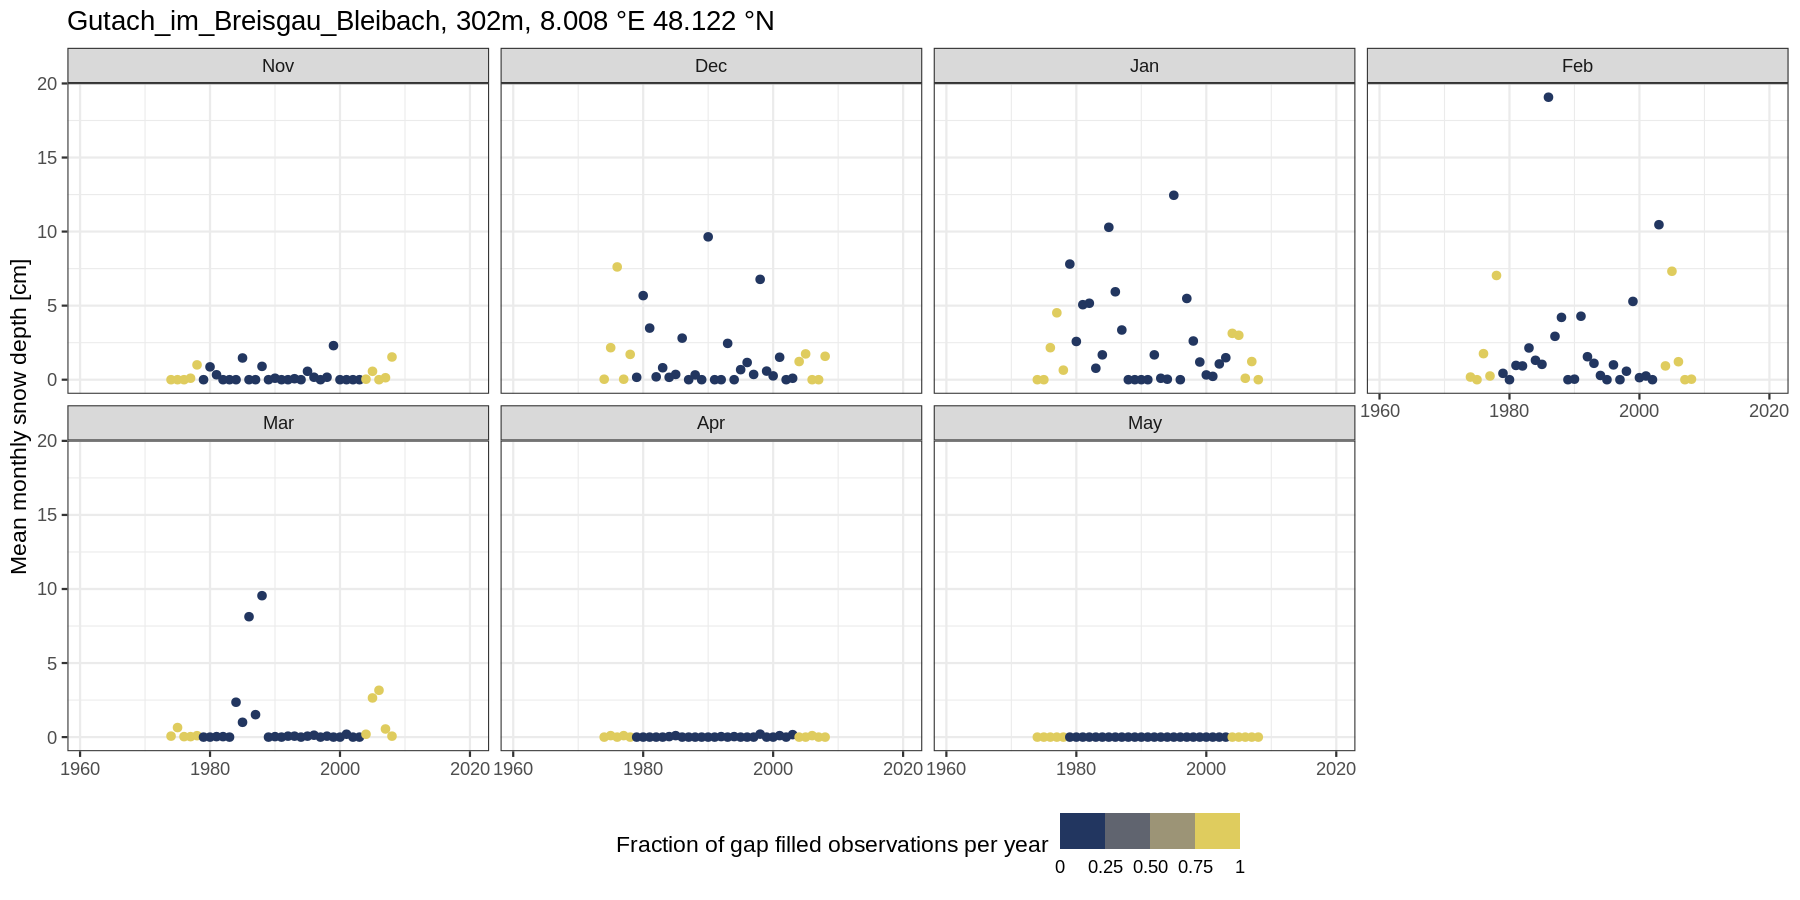 Gutach_im_Breisgau_Bleibach, 302m, 8.008 °E 48.122 °N
Nov Dec Jan Feb
20
15
10
5
0
Mean monthly snow depth [cm]
1960 1980 2000 2020
Mar Apr May
20
15
10
5
0
1960 1980 2000 2020 1960 1980 2000 2020 1960 1980 2000 2020
Fraction of gap filled observations per year
0 0.25 0.50 0.75 1